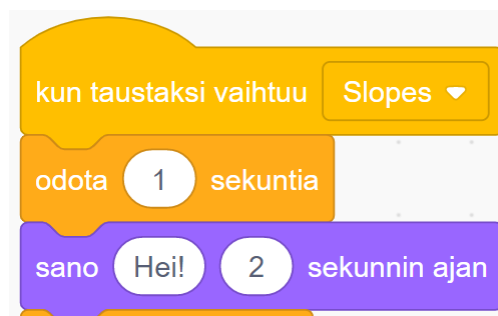 kun taustaksi vaihtuu Slopes
odota 1 sekuntia
sano Hei! 2 sekunnin ajan